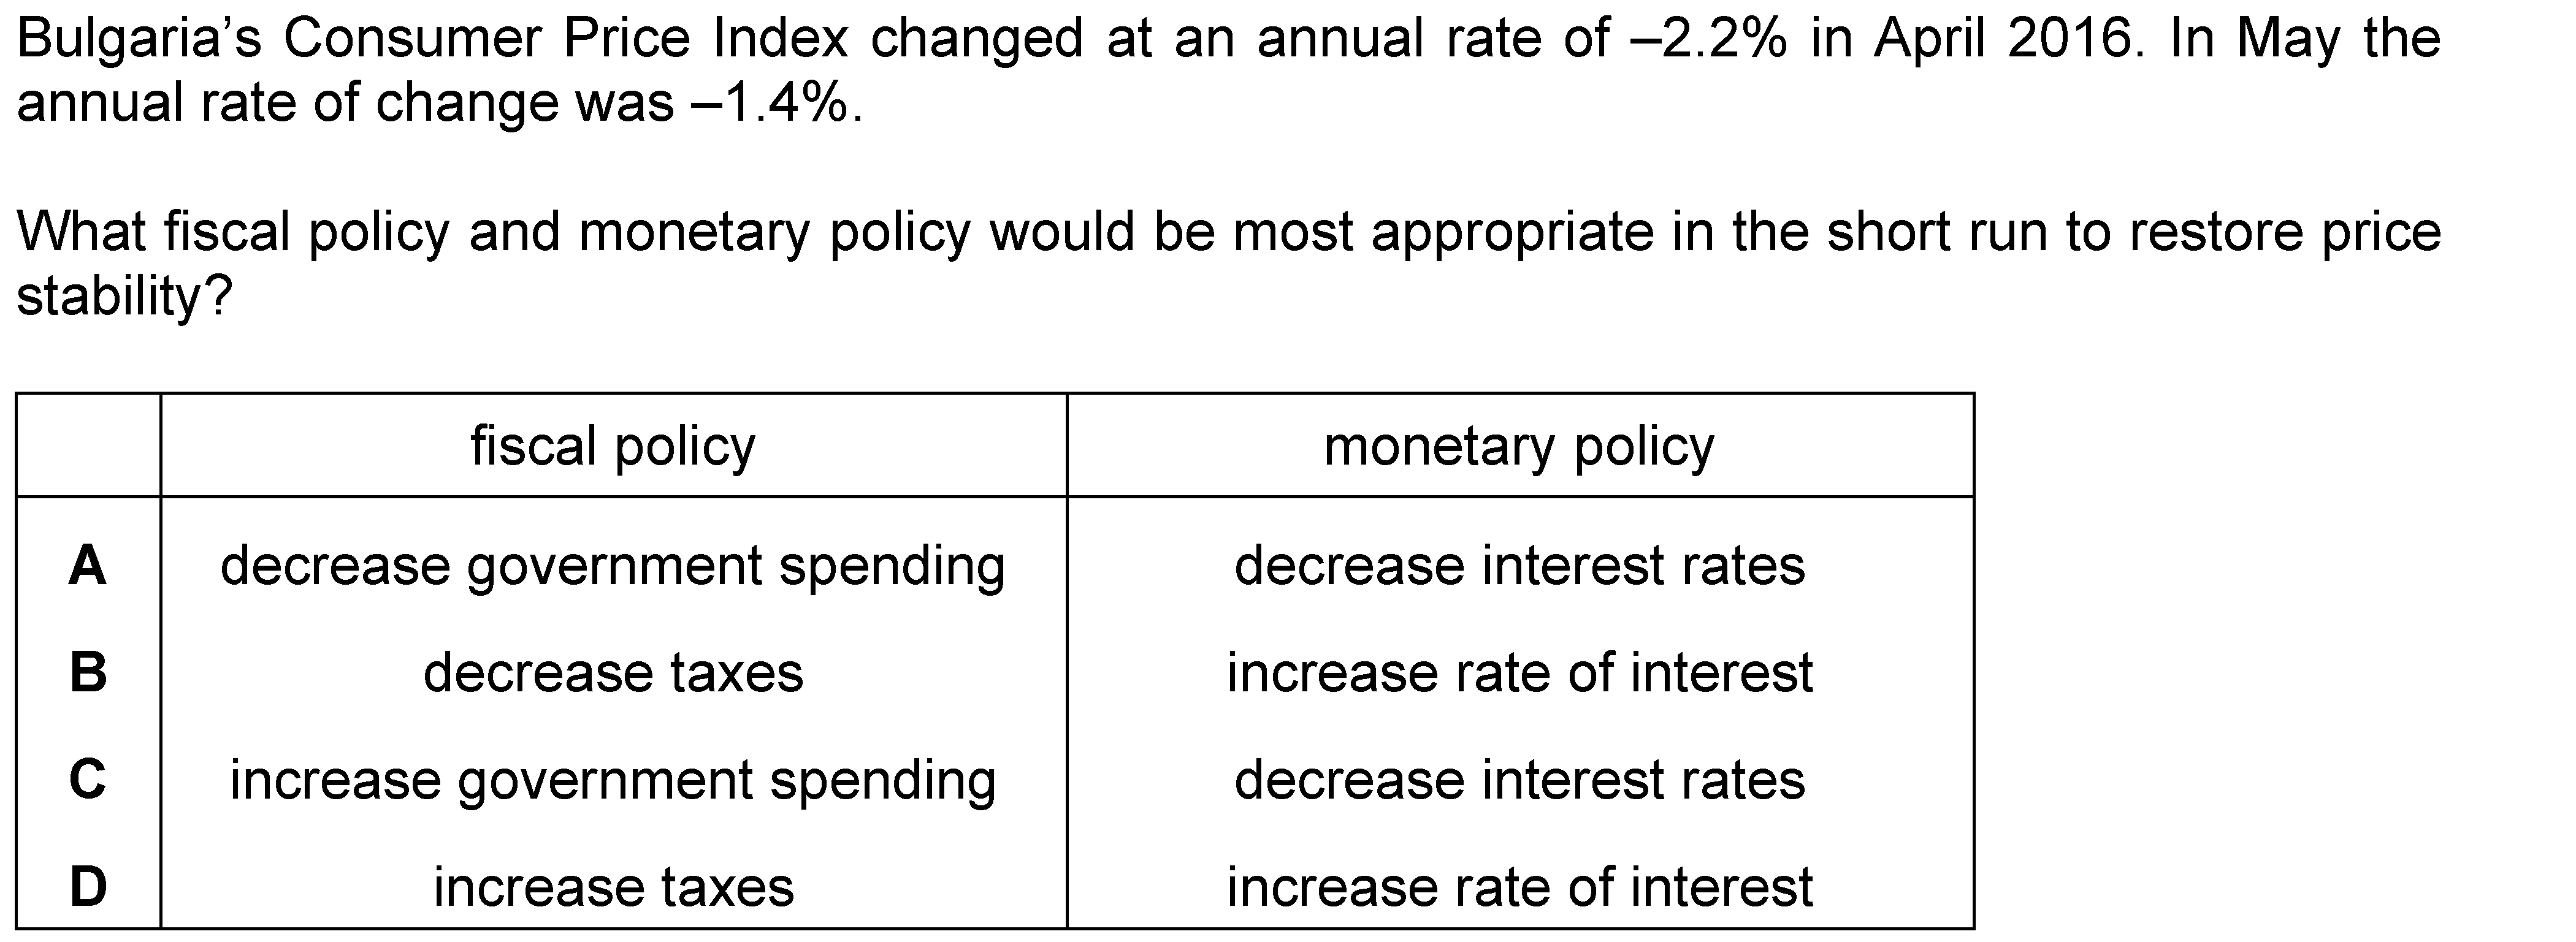 Bulgaria’s Consumer Price Index changed at an annual rate of –2.2% in April 2016. In May the
annual rate of change was –1.4%.
What fiscal policy and monetary policy would be most appropriate in the short run to restore price
stability?
fiscal policy monetary policy
A decrease government spending decrease interest rates
B decrease taxes increase rate of interest
C increase government spending decrease interest rates
D increase taxes increase rate of interest